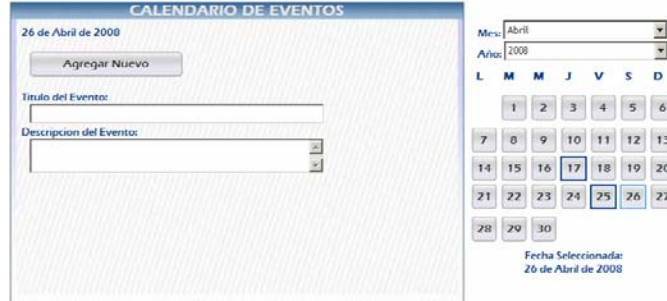 CALENDARIO DE EVENTOS
26 de Abril de 2008
Agregar Nuevo
Titulo del Evento:
Descripcion del Evento:
Mes: Abril
Año: 2008
L M M J V S D
1 2 3 4 5 6
7 8 9 10 11 12 13
14 15 16 17 18 19 20
21 22 23 24 25 26 27
28 29 30
Fecha Seleccionada:
26 de Abril de 2008